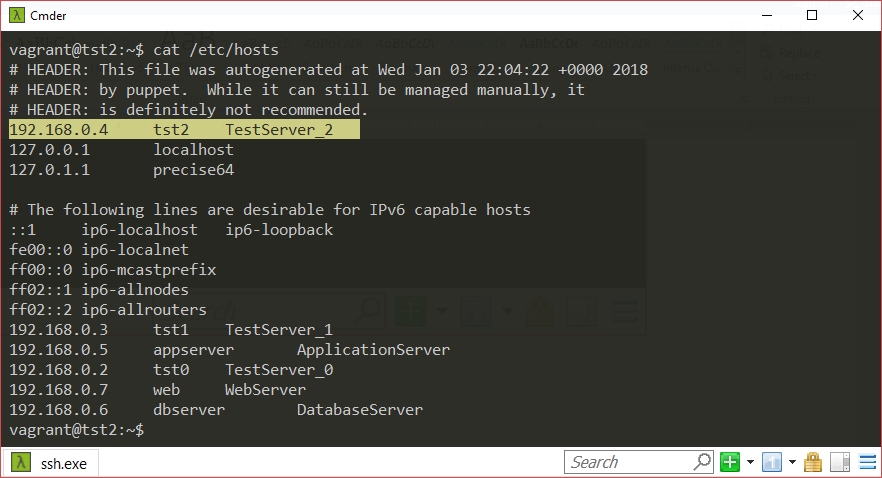 Cmder
vagrant@tst2:~$ cat /etc/hosts
# HEADER: This file was autogenerated at Wed Jan 03 22:04:22 +0000 2018
# HEADER: by puppet.  While it can still be managed manually, it
# HEADER: is definitely not recommended.
192.168.0.4     tst2    TestServer_2
127.0.0.1       localhost
127.0.1.1       precise64

# The following lines are desirable for IPv6 capable hosts
::1     ip6-localhost   ip6-loopback
fe00::0 ip6-localnet
ff00::0 ip6-mcastprefix
ff02::1 ip6-allnodes
ff02::2 ip6-allrouters
192.168.0.3     tst1    TestServer_1
192.168.0.5     appserver       ApplicationServer
192.168.0.2     tst0    TestServer_0
192.168.0.7     web     WebServer
192.168.0.6     dbserver        DatabaseServer
vagrant@tst2:~$
ssh.exe
Search